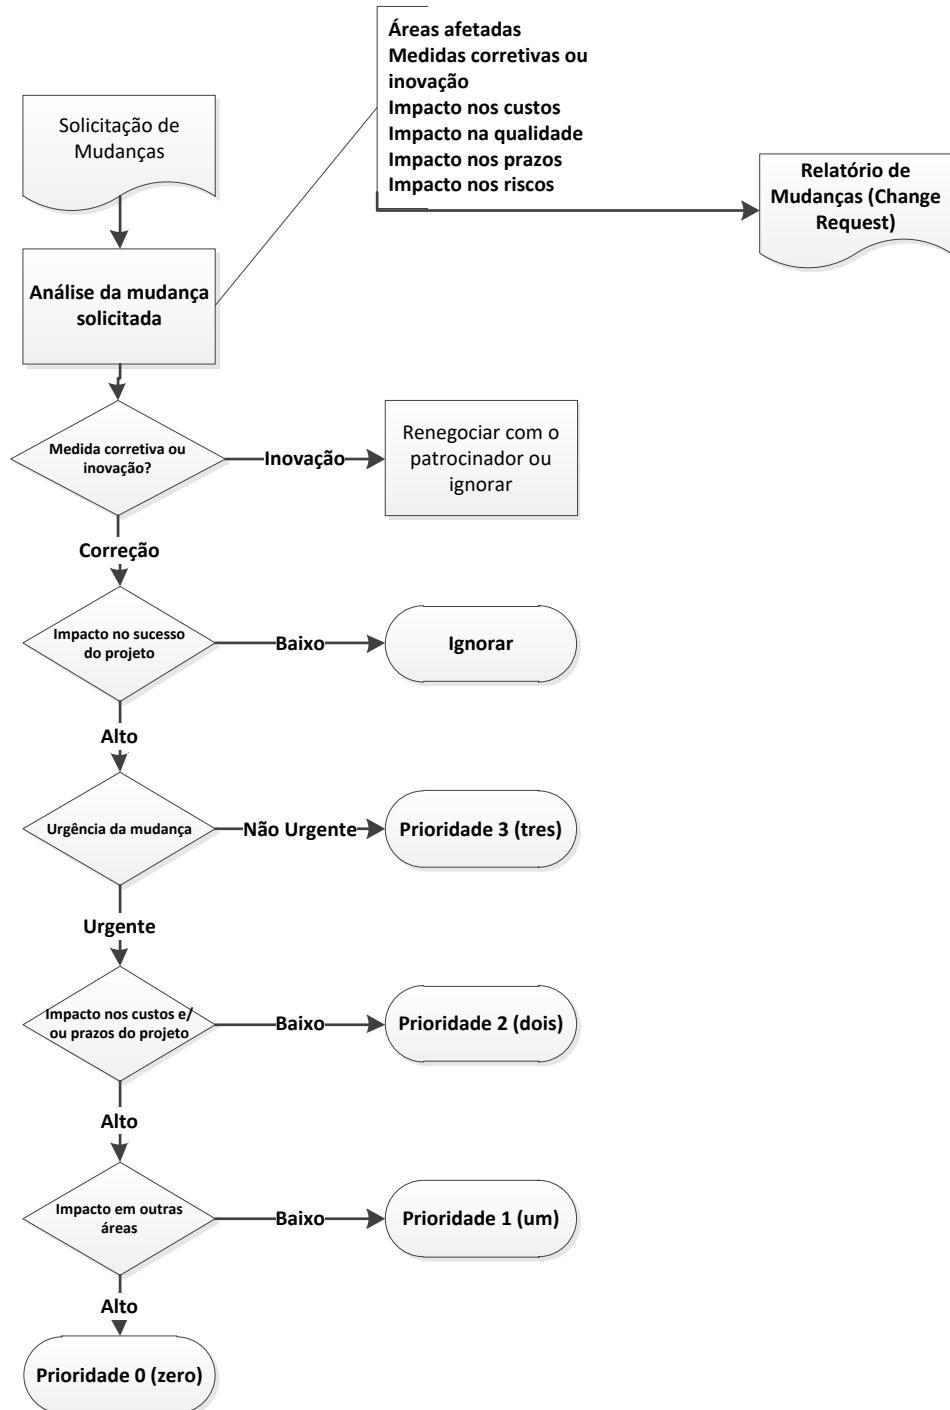 Áreas afetadas
Medidas corretivas ou
inovação
Impacto nos custos
Impacto na qualidade
Impacto nos prazos
Impacto nos riscos
Solicitação de
Mudanças
Relatório de
Mudanças (Change
Request)
Análise da mudança
solicitada
Medida corretiva ou
inovação?
Inovação
Renegociar com o
patrocinador ou
ignorar
Correção
Impacto no sucesso
do projeto
Baixo
Ignorar
Alto
Urgência da mudança
Não Urgente
Prioridade 3 (tres)
Urgente
Impacto nos custos e/
ou prazos do projeto
Baixo
Prioridade 2 (dois)
Alto
Impacto em outras
áreas
Baixo
Prioridade 1 (um)
Alto
Prioridade 0 (zero)